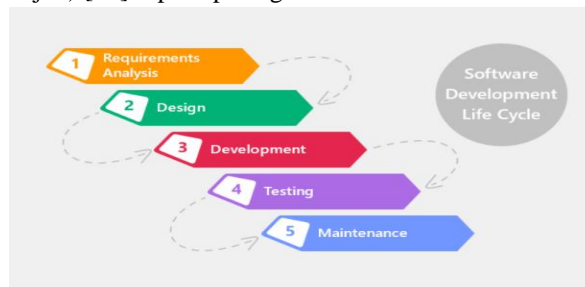 1 Requirements
Analysis
2 Design
3 Development
4 Testing
5 Maintenance
Software
Development
Life Cycle